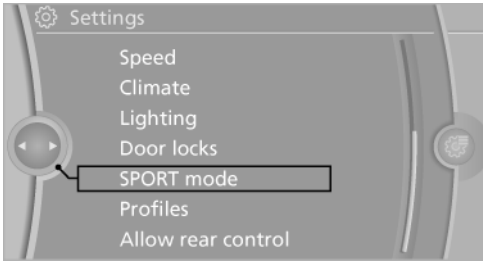 Settings
Speed
Climate
Lighting
Door locks
SPORT mode
Profiles
Allow rear control